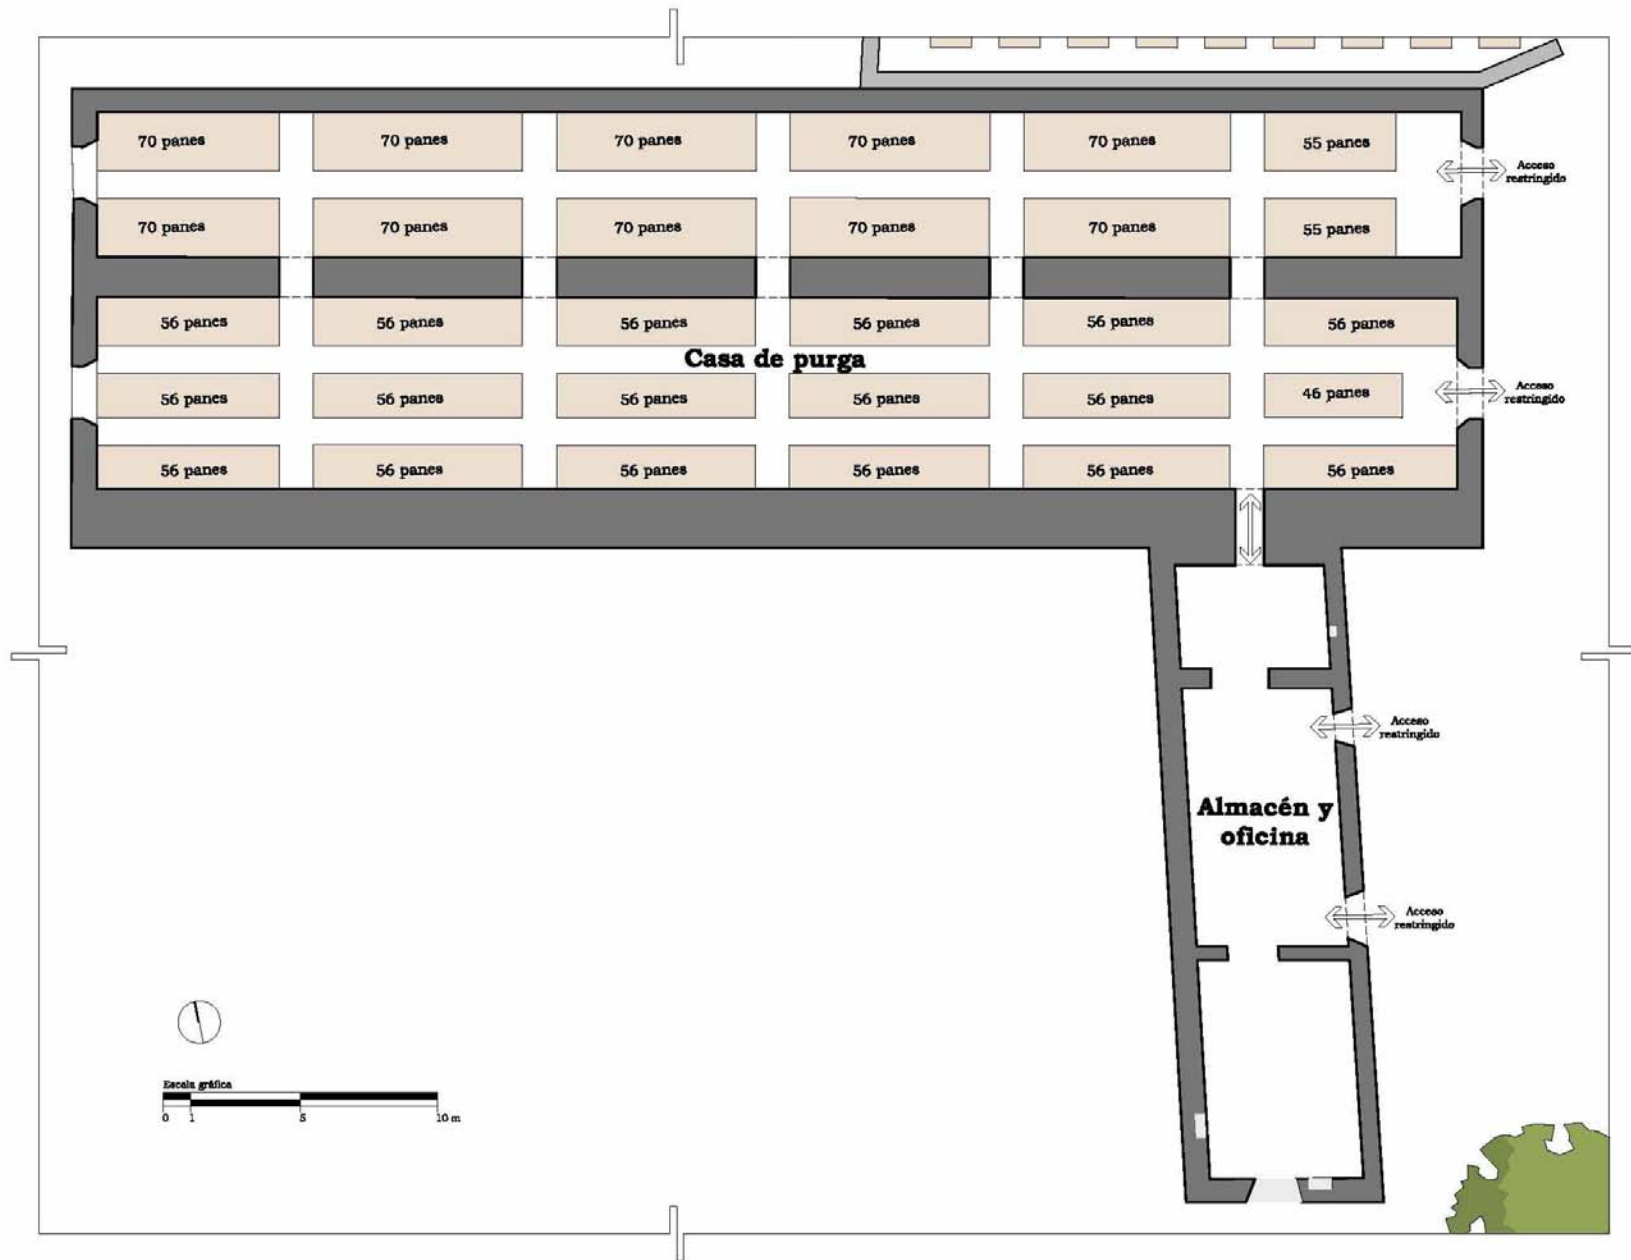 70 panes 70 panes 70 panes 70 panes 70 panes 55 panes
Acceso
restringido
70 panes 70 panes 70 panes 70 panes 70 panes 55 panes
56 panes 56 panes 56 panes 56 panes 56 panes 56 panes
Casa de purga
56 panes 56 panes 56 panes 56 panes 56 panes 46 panes
Acceso
restringido
56 panes 56 panes 56 panes 56 panes 56 panes 56 panes
Acceso
restringido
Almacén y
oficina
Acceso
restringido
Escala gráfica
0 1 5 10 m